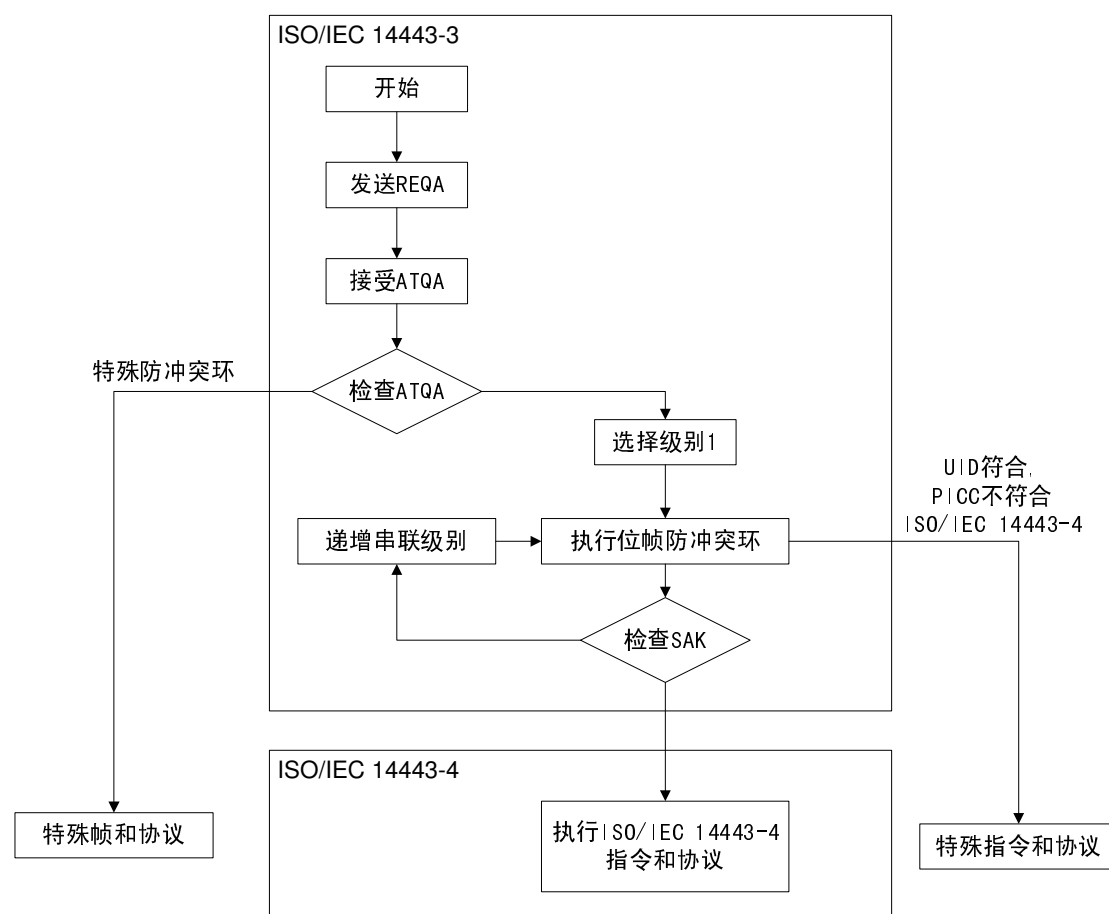 ISO/IEC 14443-3
开始
发送REQA
接受ATQA
特殊防冲突环
检查ATQA
选择级别1
UID符合,
PICC不符合
ISO/IEC 14443-4
递增串联级别
执行位帧防冲突环
检查SAK
ISO/IEC 14443-4
特殊帧和协议
执行ISO/IEC 14443-4
指令和协议
特殊指令和协议